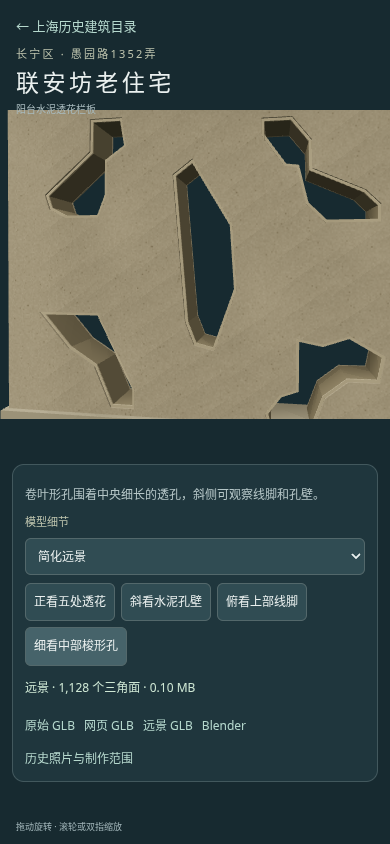 ← 上海历史建筑目录
长宁区 · 愚园路1352弄
联安坊老住宅
阳台水泥透花栏板
卷叶形孔围着中央细长的透孔，斜侧可观察线脚和孔壁。
模型细节
简化远景
正看五处透花 斜看水泥孔壁 俯看上部线脚
细看中部梭形孔
远景 · 1,128 个三角面 · 0.10 MB
原始 GLB 网页 GLB 远景 GLB Blender
历史照片与制作范围
拖动旋转 · 滚轮或双指缩放